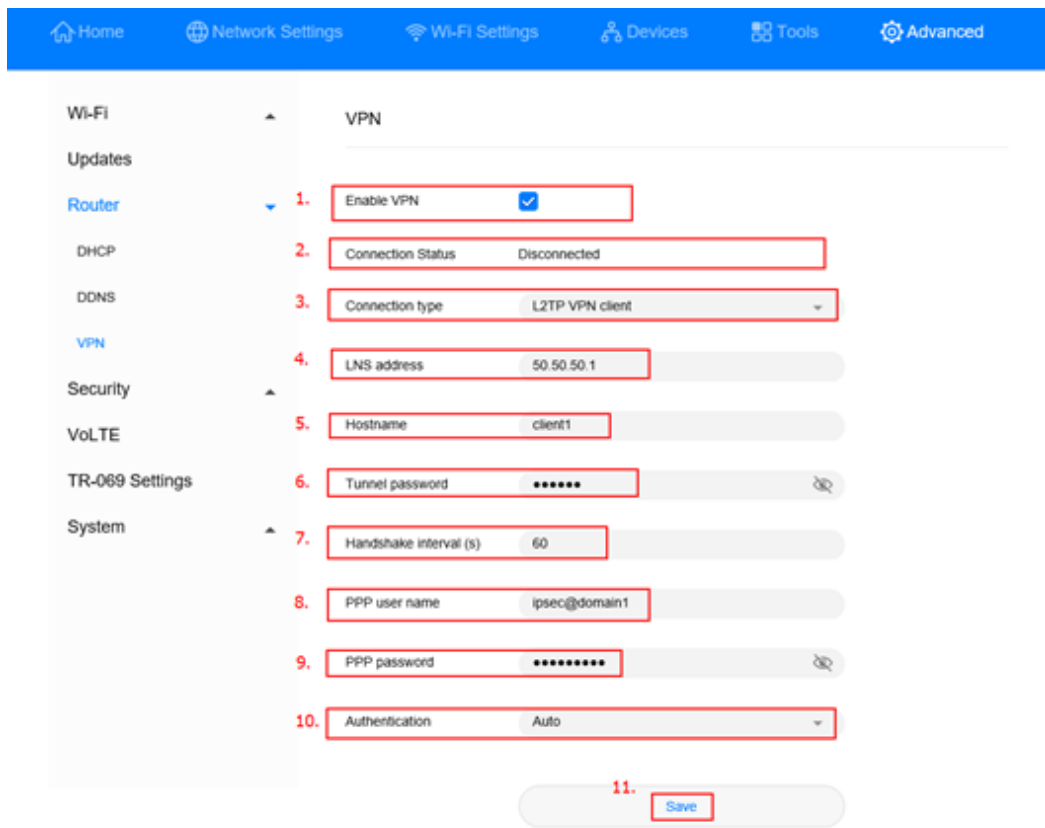 Home Network Settings Wi-Fi Settings Devices Tools Advanced
Wi-Fi
Updates
Router
DHCP
DDNS
VPN
Security
VoLTE
TR-069 Settings
System
VPN
1. Enable VPN
2. Connection Status Disconnected
3. Connection type L2TP VPN client
4. LNS address 50.50.50.1
5. Hostname client1
6. Tunnel password ••••••
7. Handshake interval (s) 60
8. PPP user name ipsec@domain1
9. PPP password •••••••••
10. Authentication Auto
11. Save